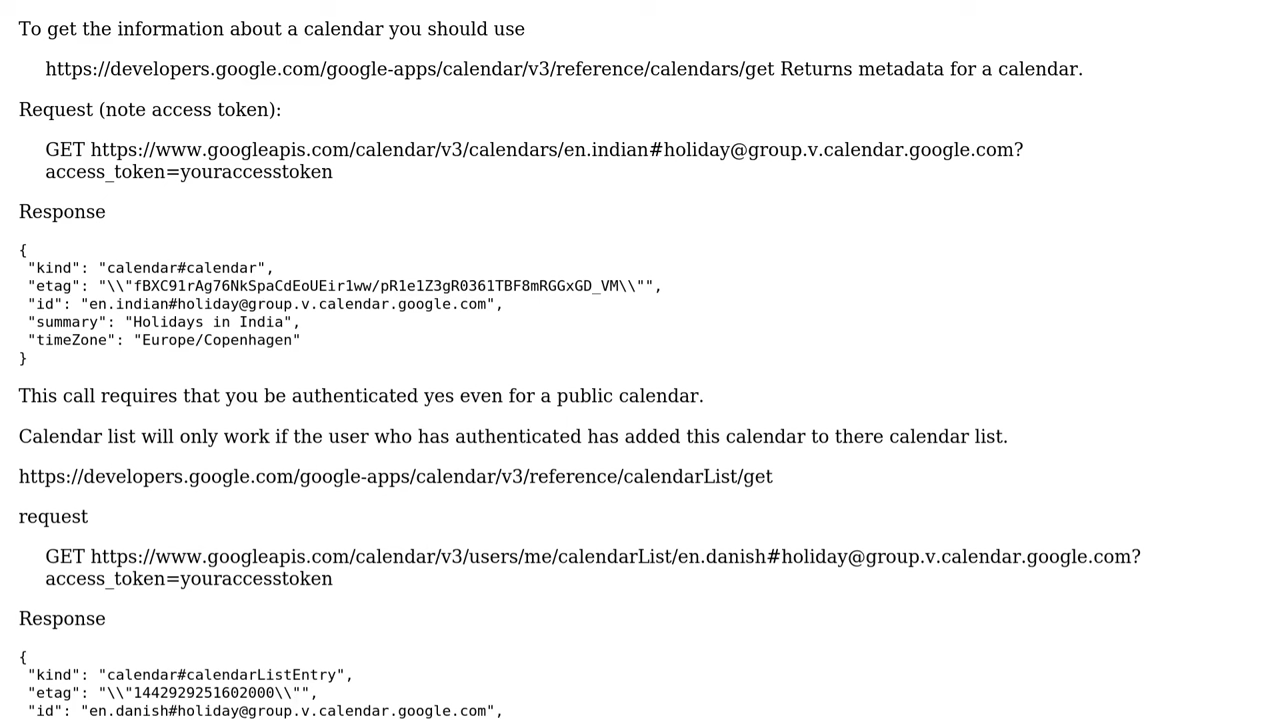 To get the information about a calendar you should use
https://developers.google.com/google-apps/calendar/v3/reference/calendars/get Returns metadata for a calendar.
Request (note access token):
GET https://www.googleapis.com/calendar/v3/calendars/en.indian#holiday@group.v.calendar.google.com?
access_token=youraccesstoken
Response
{
 "kind": "calendar#calendar",
 "etag": "\\"fBXC91rAg76NkSpaCdEoUEir1ww/pR1e1Z3gR0361TBF8mRGGxGD_VM\\"",
 "id": "en.indian#holiday@group.v.calendar.google.com",
 "summary": "Holidays in India",
 "timeZone": "Europe/Copenhagen"
}
This call requires that you be authenticated yes even for a public calendar.
Calendar list will only work if the user who has authenticated has added this calendar to there calendar list.
https://developers.google.com/google-apps/calendar/v3/reference/calendarList/get
request
GET https://www.googleapis.com/calendar/v3/users/me/calendarList/en.danish#holiday@group.v.calendar.google.com?
access_token=youraccesstoken
Response
{
 "kind": "calendar#calendarListEntry",
 "etag": "\\"1442929251602000\\"",
 "id": "en.danish#holiday@group.v.calendar.google.com",